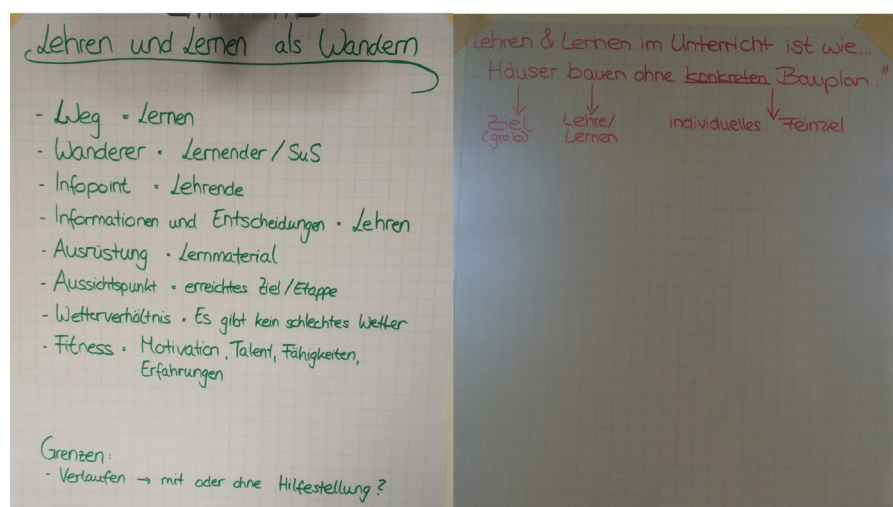 Lehren und Lernen als Wandern
- Weg = Lernen
- Wanderer = Lernender / SuS
- Infopoint = Lehrende
- Informationen und Entscheidungen = Lehren
- Ausrüstung = Lernmaterial
- Aussichtspunkt = erreichtes Ziel / Etappe
- Wetterverhältnis = Es gibt kein schlechtes Wetter
- Fitness = Motivation, Talent, Fähigkeiten,
Erfahrungen
Grenzen:
- Verlaufen → mit oder ohne Hilfestellung?
Lehren & Lernen im Unterricht ist wie...
... Häuser bauen ohne konkreten Bauplan."
Ziel Lehre/ individuelles Feinziel
(grob) Lernen